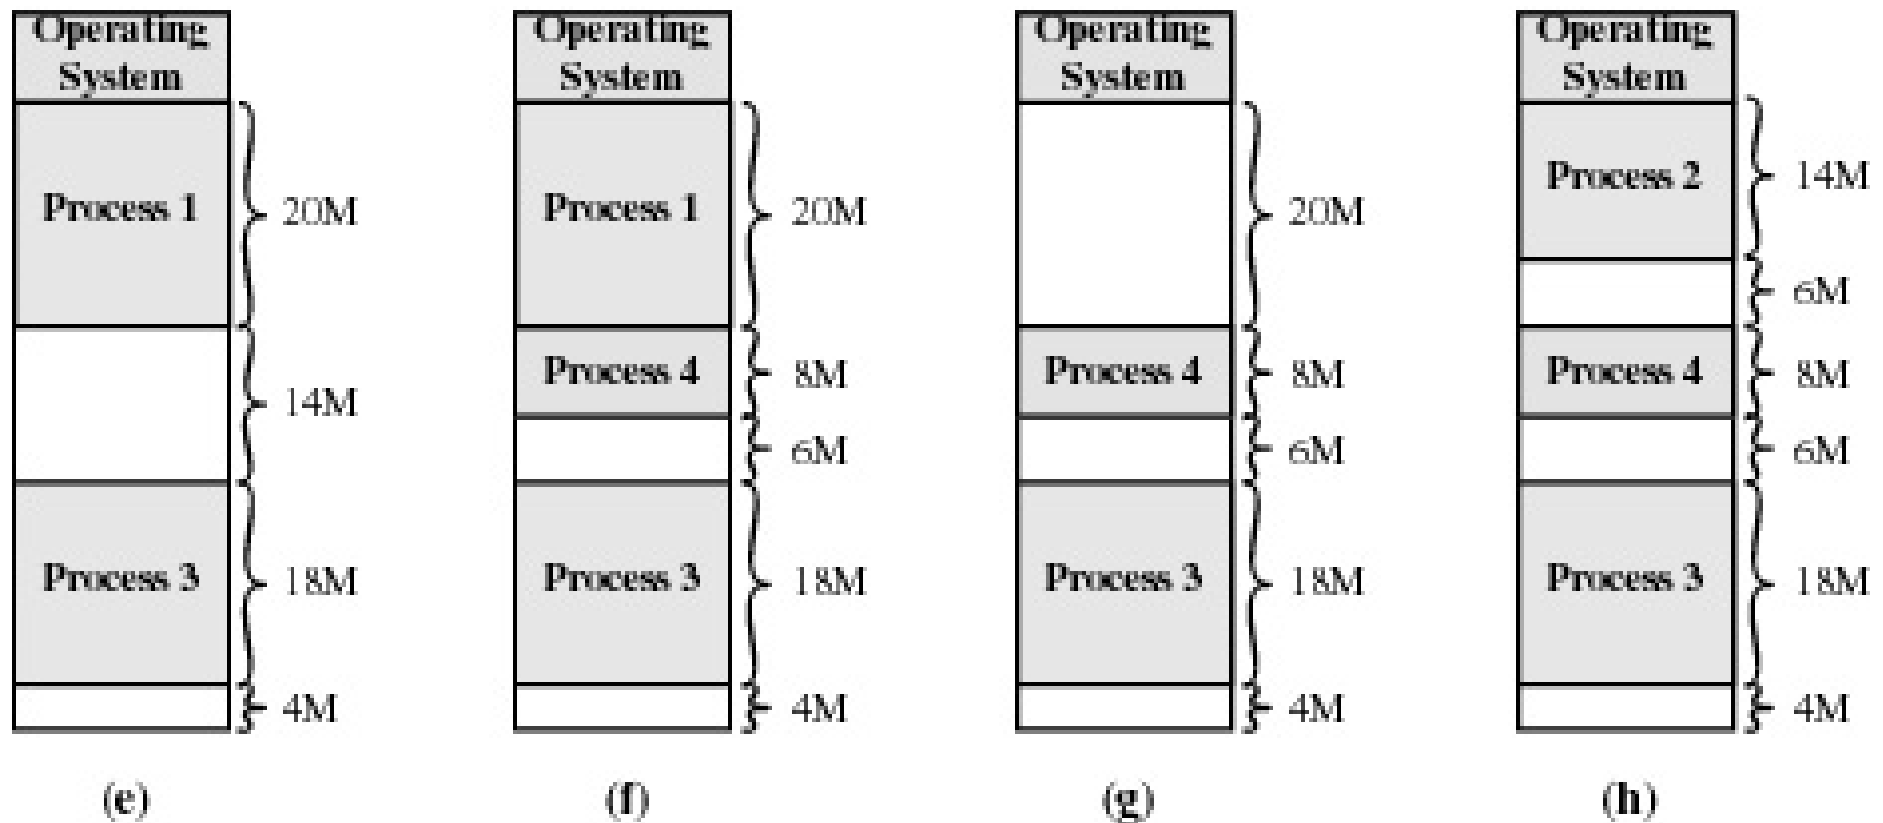 Operating
System
Process 1
20M
14M
Process 3
18M
4M
(e)
Operating
System
Process 1
20M
Process 4
8M
6M
Process 3
18M
4M
(f)
Operating
System
20M
Process 4
8M
6M
Process 3
18M
4M
(g)
Operating
System
Process 2
14M
6M
Process 4
8M
6M
Process 3
18M
4M
(h)